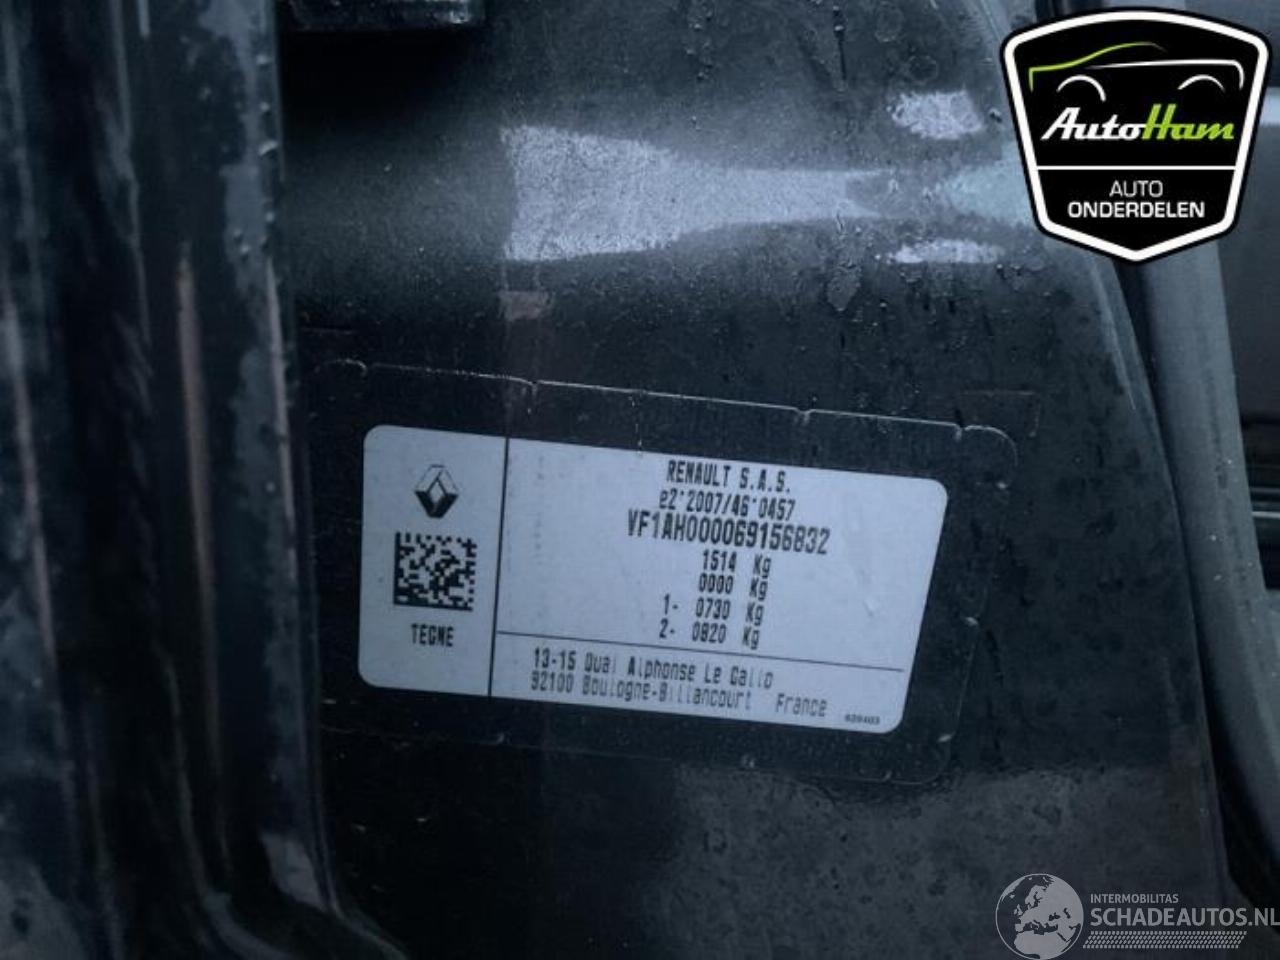 AutoHam
AUTO
ONDERDELEN
RENAULT S.A.S.
e2*2007/46*0457
VF1AH000069156832
1514 Kg
0000 Kg
1- 0730 Kg
2- 0820 Kg
TEGNE
13-15 Quai Alphonse Le Gallo
92100 Boulogne-Billancourt France
INTERMOBILITAS
SCHADEAUTOS.NL